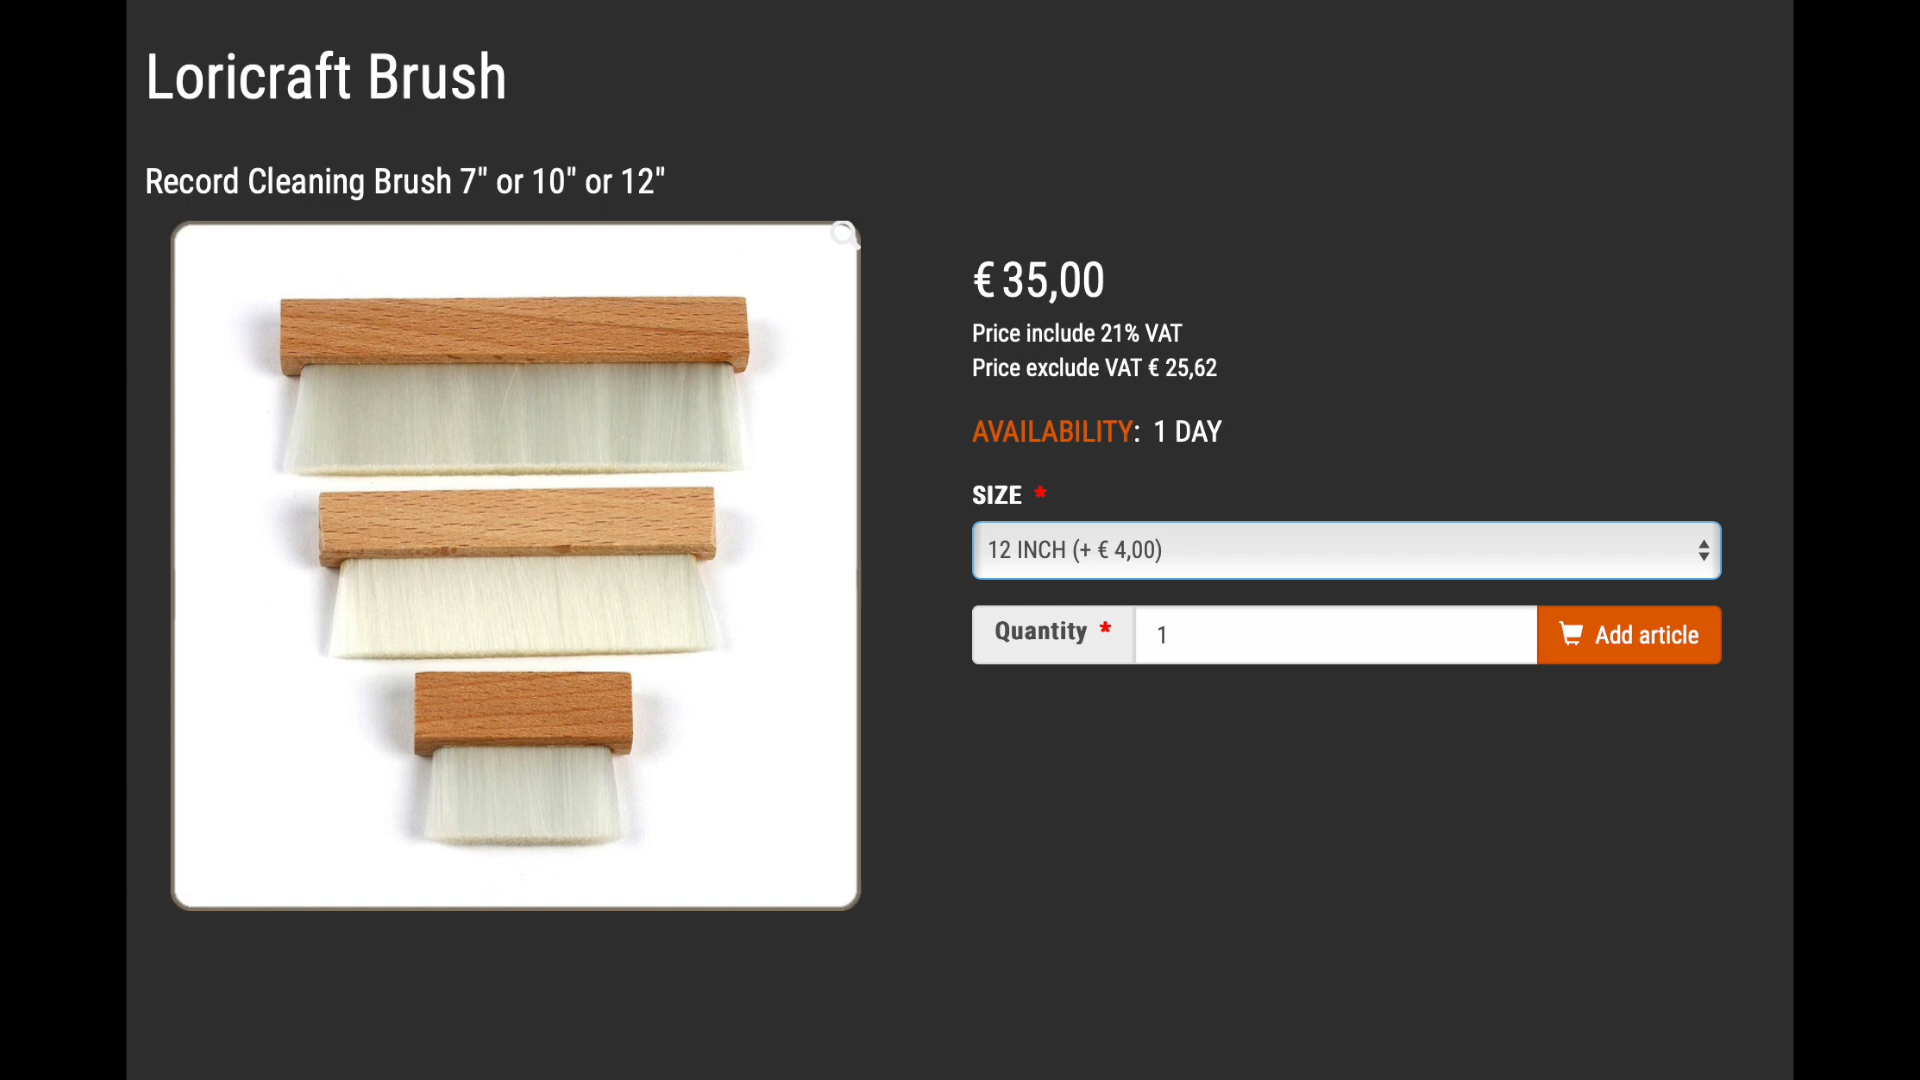 Loricraft Brush
Record Cleaning Brush 7" or 10" or 12"
€ 35,00
Price include 21% VAT
Price exclude VAT € 25,62
AVAILABILITY: 1 DAY
SIZE *
12 INCH (+ € 4,00)
Quantity * 1 Add article